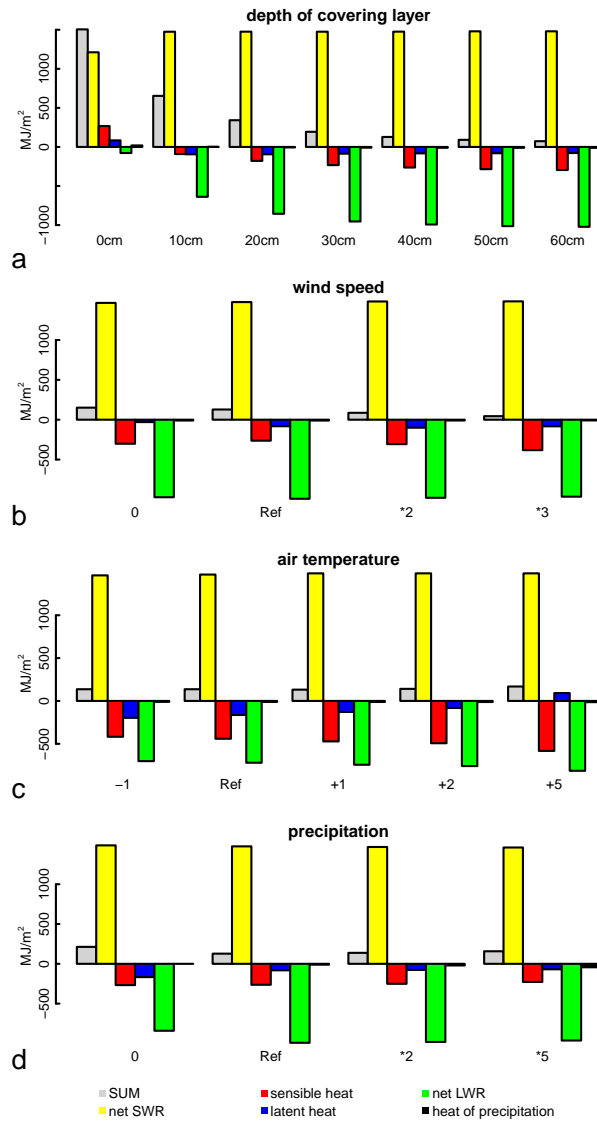 depth of covering layer
MJ/m²
−1000 0 500 1000
0cm 10cm 20cm 30cm 40cm 50cm 60cm
a
wind speed
MJ/m²
−500 0 500 1000
0 Ref *2 *3
b
air temperature
MJ/m²
−500 0 500 1000
−1 Ref +1 +2 +5
c
precipitation
MJ/m²
−500 0 500 1000
0 Ref *2 *5
d
SUM sensible heat net LWR
net SWR latent heat heat of precipitation